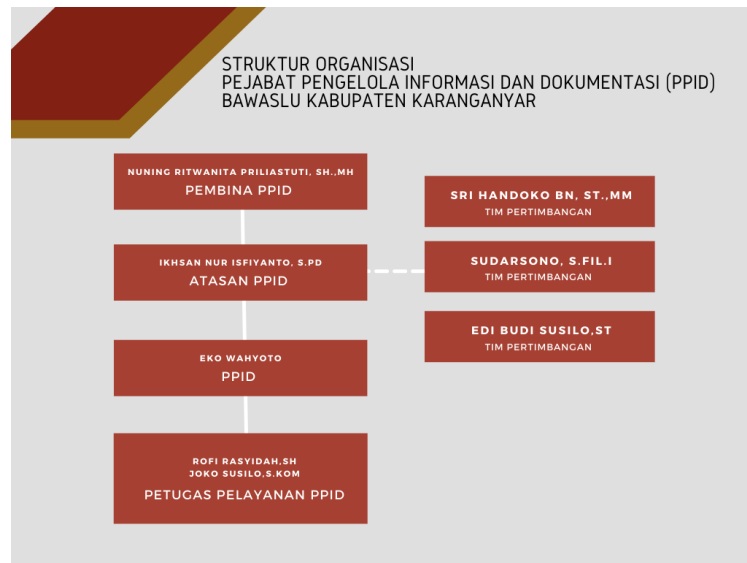 STRUKTUR ORGANISASI
PEJABAT PENGELOLA INFORMASI DAN DOKUMENTASI (PPID)
BAWASLU KABUPATEN KARANGANYAR
NUNING RITWANITA PRILIASTUTI, SH.,MH
PEMBINA PPID
IKHSAN NUR ISFIYANTO, S.PD
ATASAN PPID
EKO WAHYOTO
PPID
ROFI RASYIDAH,SH
JOKO SUSILO,S.KOM
PETUGAS PELAYANAN PPID
SRI HANDOKO BN, ST.,MM
TIM PERTIMBANGAN
SUDARSONO, S.FIL.I
TIM PERTIMBANGAN
EDI BUDI SUSILO,ST
TIM PERTIMBANGAN